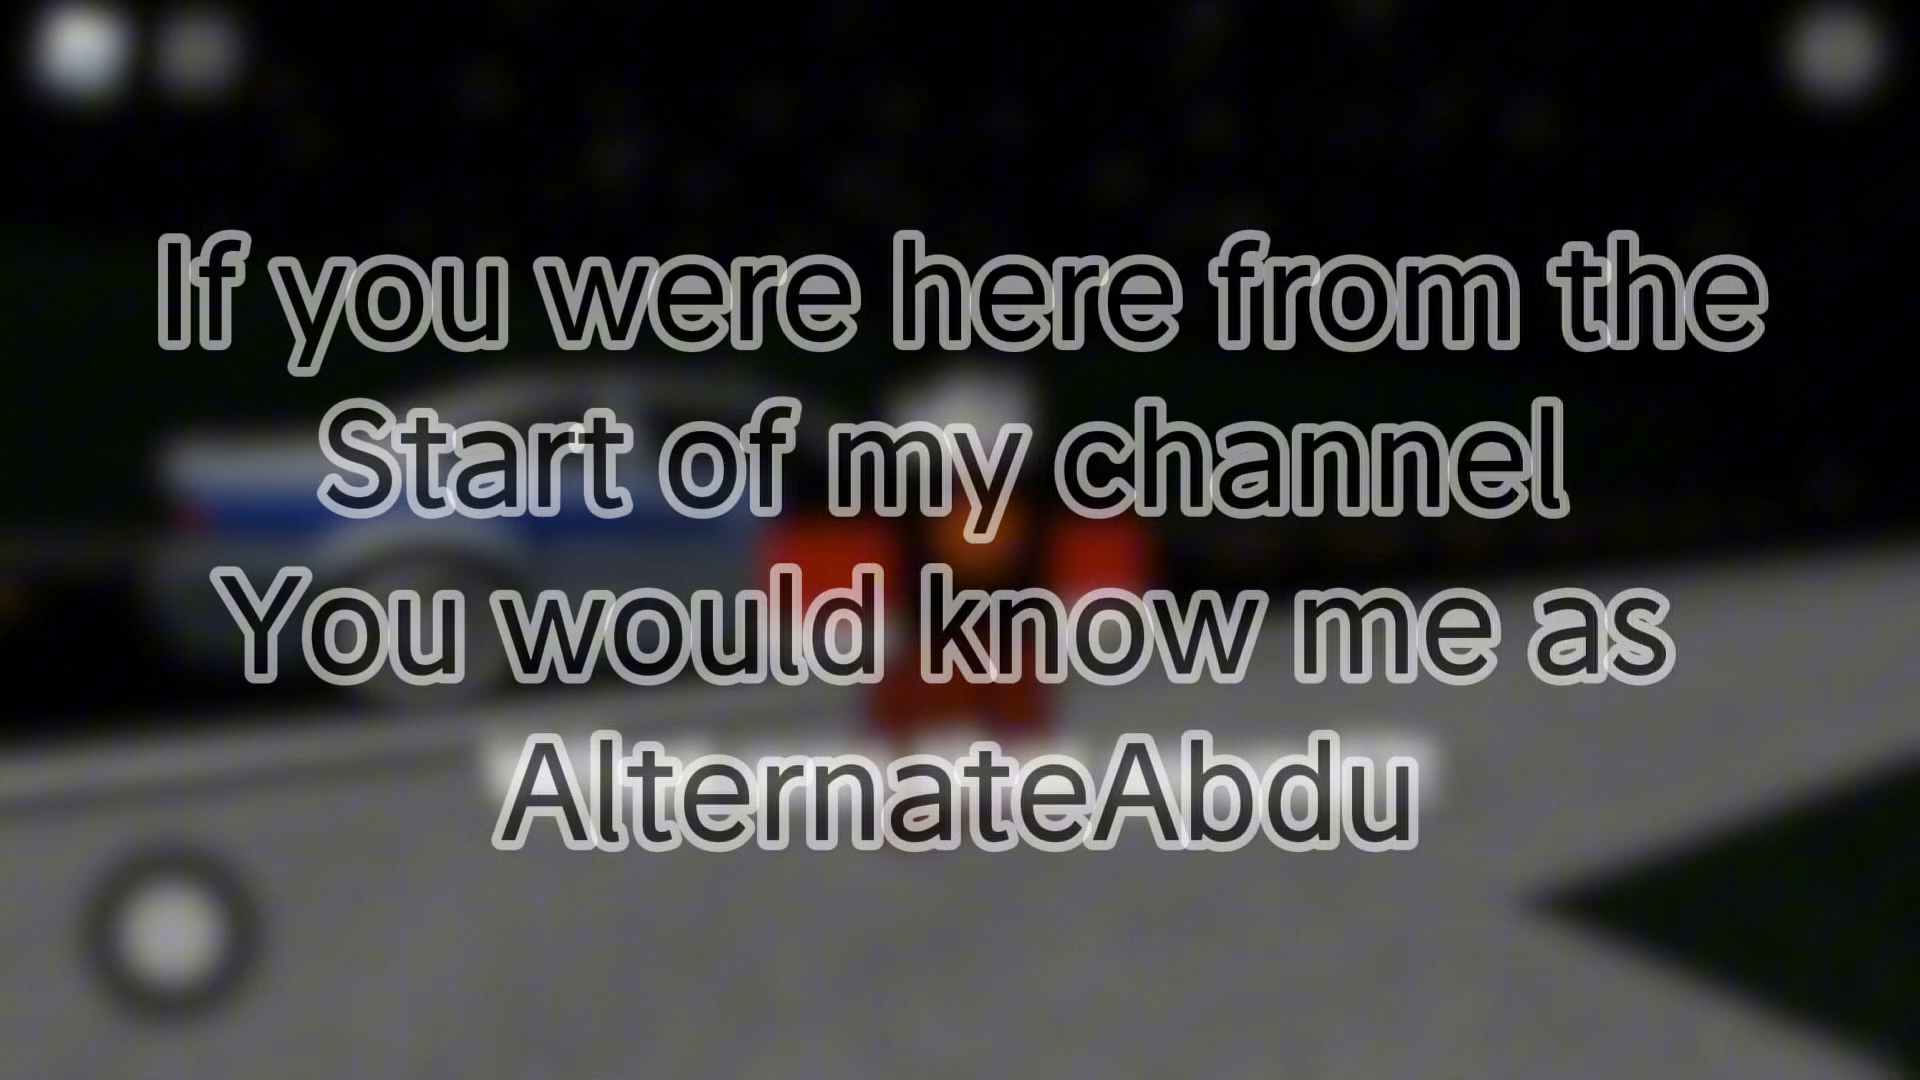 If you were here from the
Start of my channel
You would know me as
AlternateAbdu